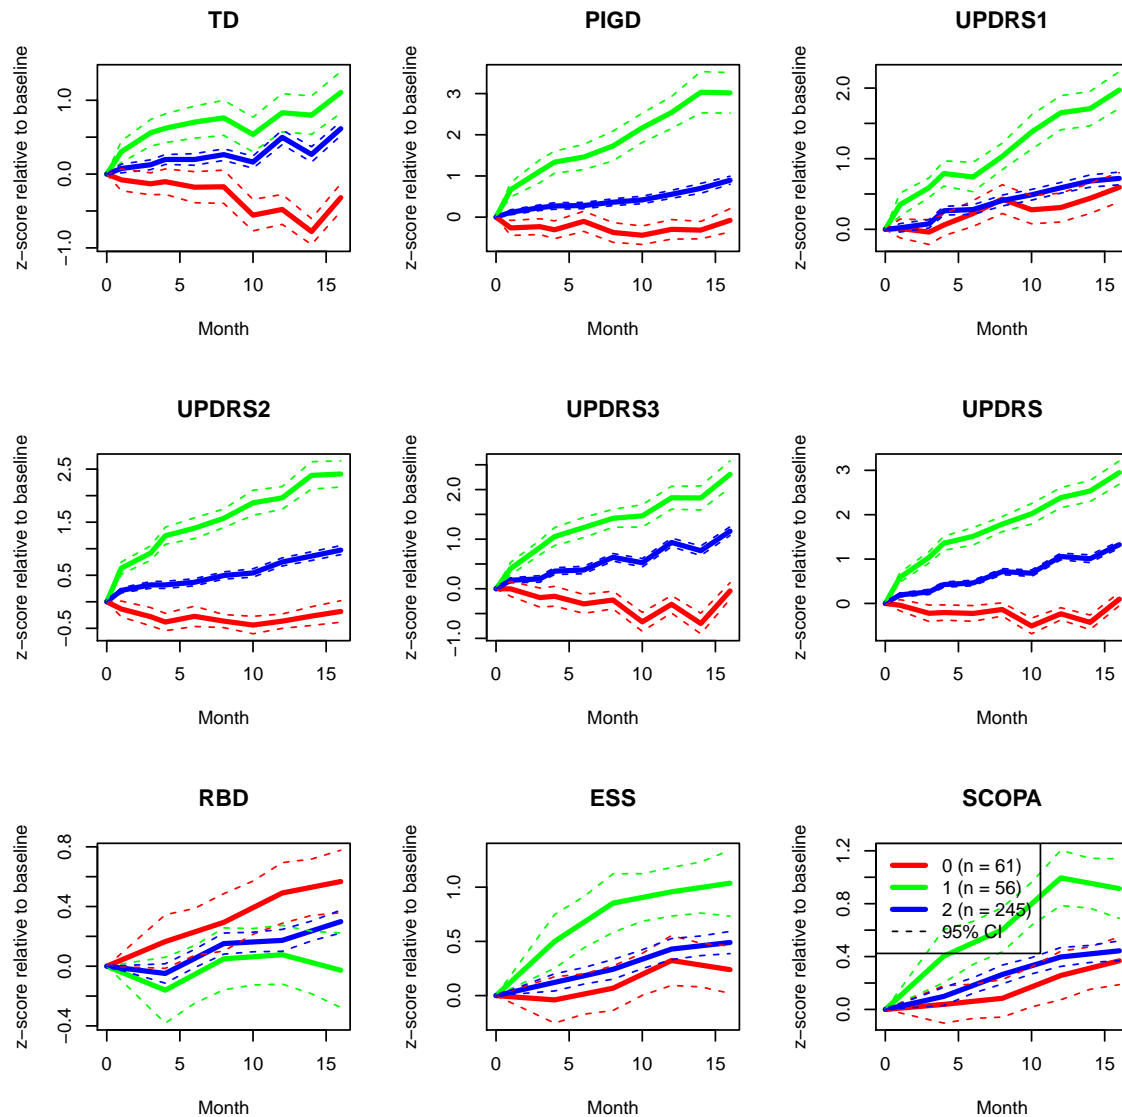 TD
z−score relative to baseline
−1.0
0.0
1.0
0 5 10 15
Month
PIGD
z−score relative to baseline
0
1
2
3
0 5 10 15
Month
UPDRS1
z−score relative to baseline
0.0
1.0
2.0
0 5 10 15
Month
UPDRS2
z−score relative to baseline
−0.5
0.5
1.5
2.5
0 5 10 15
Month
UPDRS3
z−score relative to baseline
−1.0
0.0
1.0
2.0
0 5 10 15
Month
UPDRS
z−score relative to baseline
0
1
2
3
0 5 10 15
Month
RBD
z−score relative to baseline
−0.4
0.0
0.4
0.8
0 5 10 15
Month
ESS
z−score relative to baseline
0.0
0.5
1.0
0 5 10 15
Month
SCOPA
z−score relative to baseline
0.0
0.4
0.8
1.2
0 (n = 61)
1 (n = 56)
2 (n = 245)
95% CI
0 5 10 15
Month